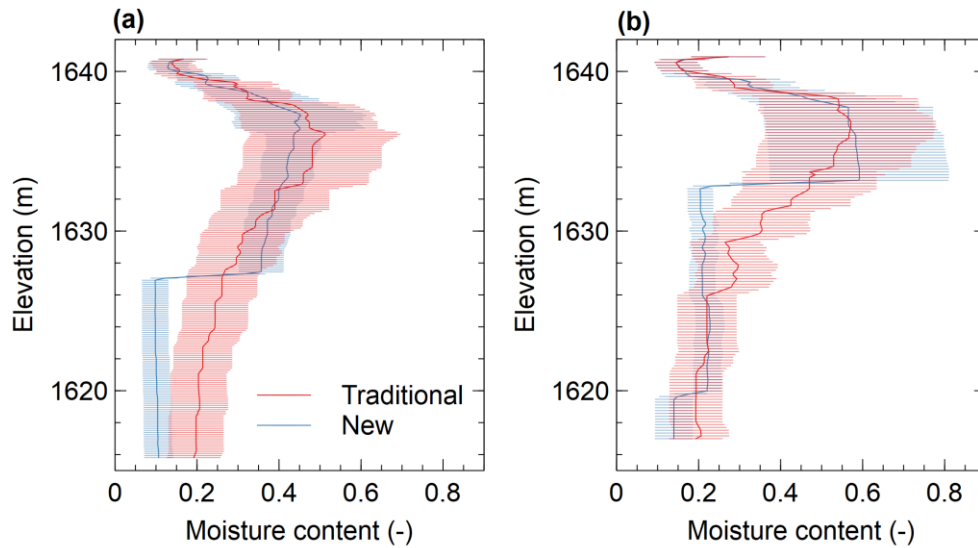 (a)
1640
1630
1620
Elevation (m)
Traditional
New
0 0.2 0.4 0.6 0.8
Moisture content (-)
(b)
1640
1630
1620
Elevation (m)
0 0.2 0.4 0.6 0.8
Moisture content (-)